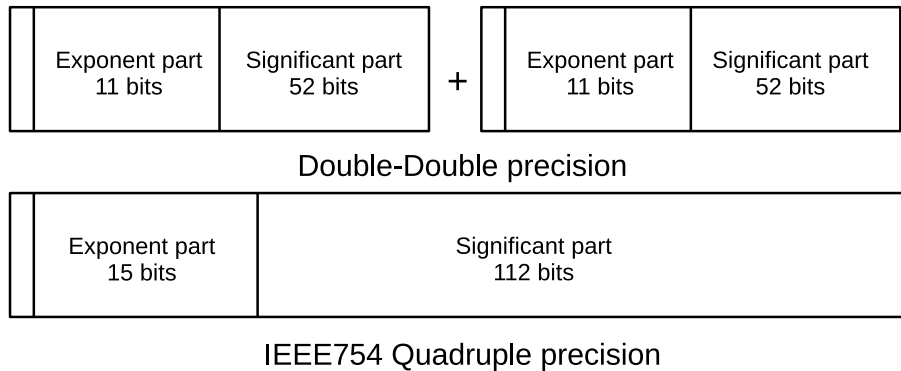 Exponent part
11 bits
Significant part
52 bits
+
Exponent part
11 bits
Significant part
52 bits
Double-Double precision
Exponent part
15 bits
Significant part
112 bits
IEEE754 Quadruple precision